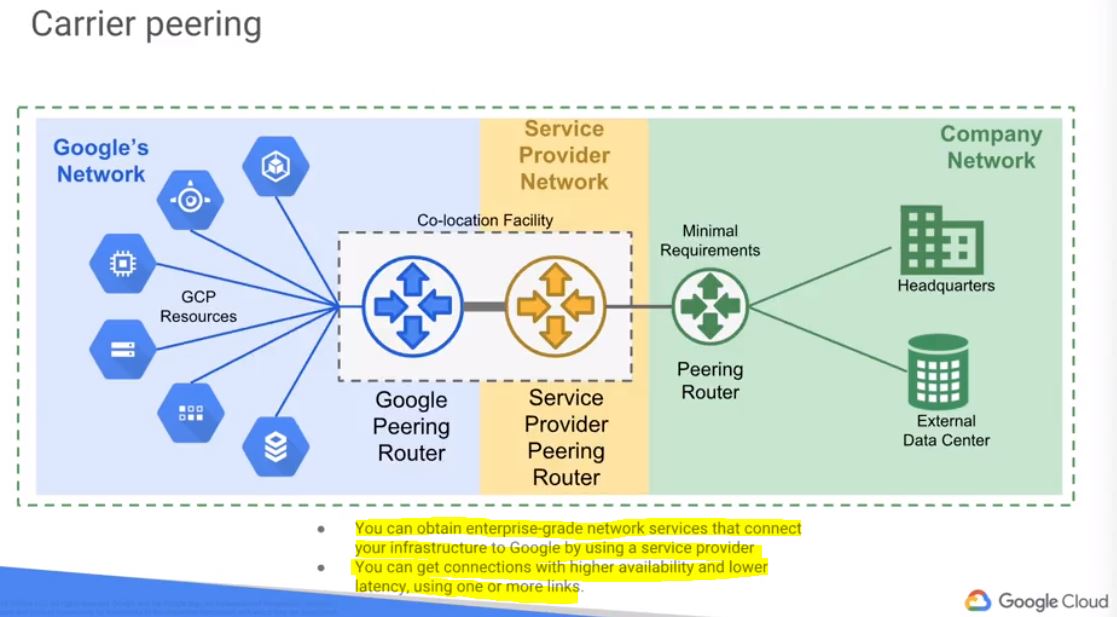 Carrier peering
Google's
Network
Service
Provider
Network
Company
Network
Co-location Facility
Minimal
Requirements
GCP
Resources
Headquarters
Google
Peering
Router
Service
Provider
Peering
Router
Peering
Router
External
Data Center
● You can obtain enterprise-grade network services that connect
your infrastructure to Google by using a service provider
● You can get connections with higher availability and lower
latency, using one or more links.
Google Cloud